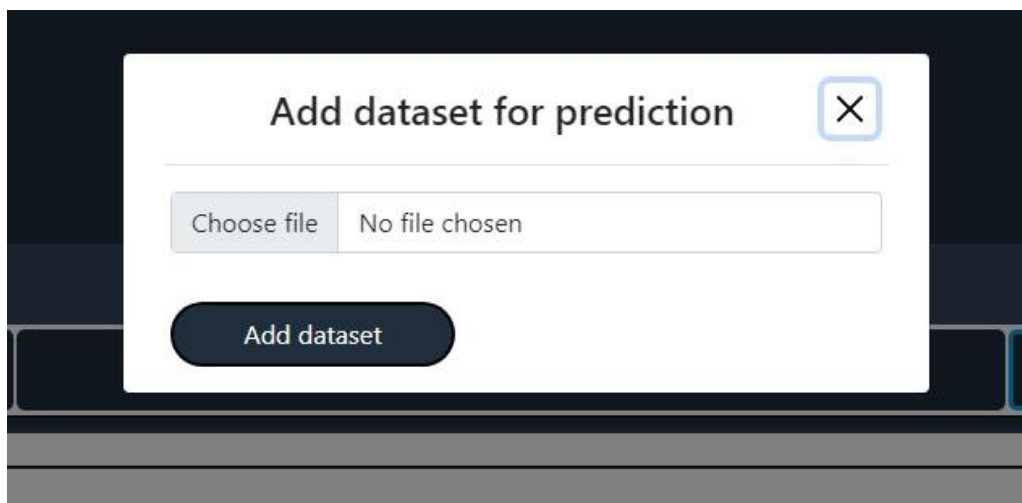 Add dataset for prediction
Choose file No file chosen
Add dataset